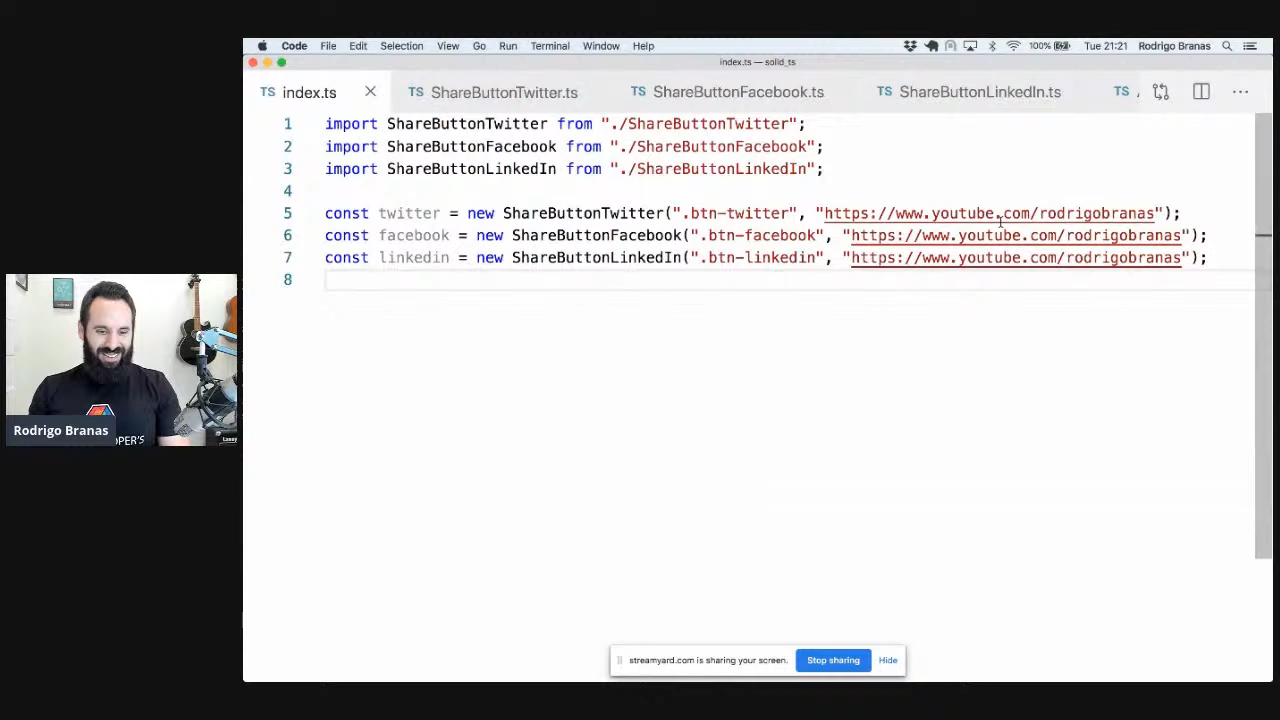 Code File Edit Selection View Go Run Terminal Window Help 100% Tue 21:21 Rodrigo Branas
index.ts — solid_ts
TS index.ts TS ShareButtonTwitter.ts TS ShareButtonFacebook.ts TS ShareButtonLinkedIn.ts TS
1 import ShareButtonTwitter from "./ShareButtonTwitter";
2 import ShareButtonFacebook from "./ShareButtonFacebook";
3 import ShareButtonLinkedIn from "./ShareButtonLinkedIn";
4
5 const twitter = new ShareButtonTwitter(".btn-twitter", "https://www.youtube.com/rodrigobranas");
6 const facebook = new ShareButtonFacebook(".btn-facebook", "https://www.youtube.com/rodrigobranas");
7 const linkedin = new ShareButtonLinkedIn(".btn-linkedin", "https://www.youtube.com/rodrigobranas");
8
Rodrigo Branas
OPER'S
streamyard.com is sharing your screen. Stop sharing Hide